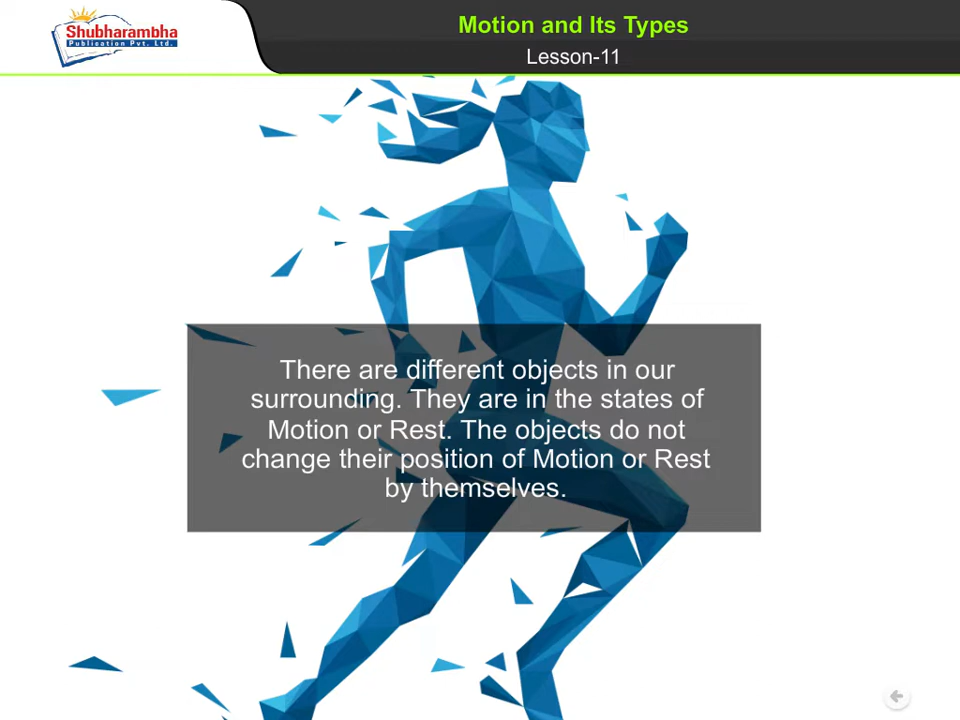 Shubharambha
Publication Pvt. Ltd.
Motion and Its Types
Lesson-11
There are different objects in our
surrounding. They are in the states of
Motion or Rest. The objects do not
change their position of Motion or Rest
by themselves.